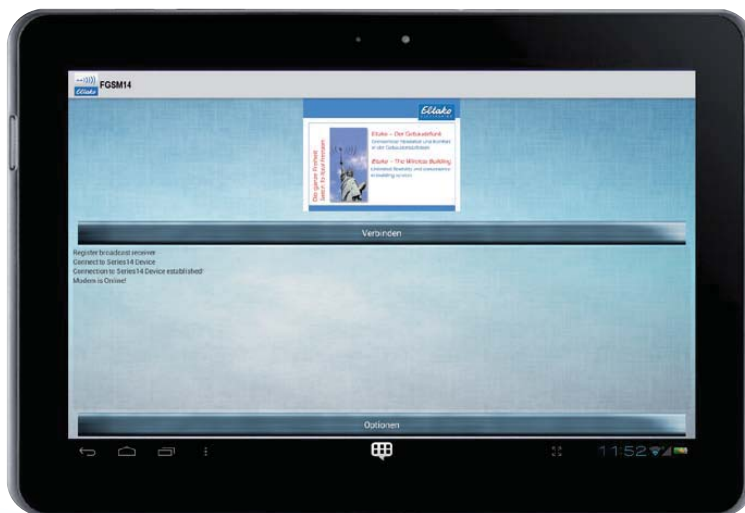 Eltako
FGSM14
Eltako
Eltako – Der Gebäudefunk
Eltako – The Wireless Building
Verbinden
Register broadcast receiver
Connect to Series14 Device
Connection to Series14 Device established!
Modem is Online!
Optionen
11:52